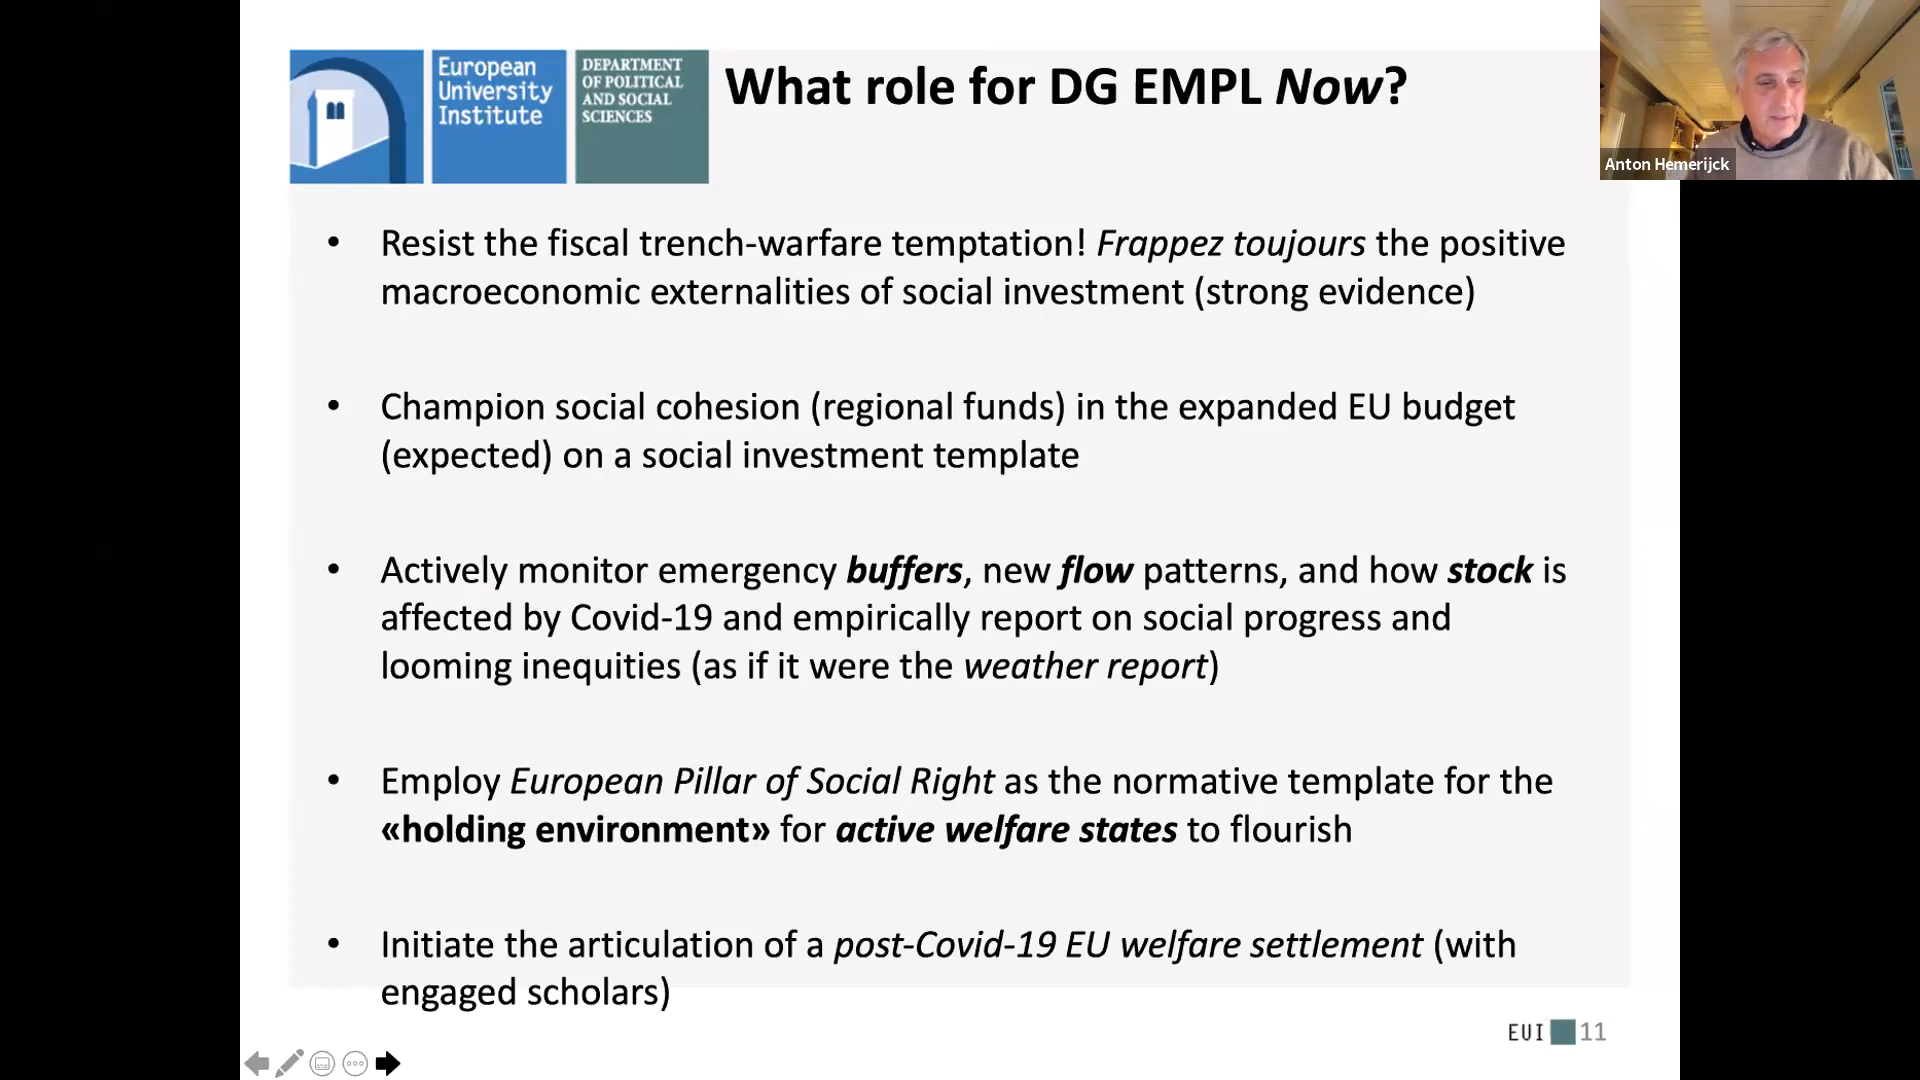 European
University
Institute
DEPARTMENT
OF POLITICAL
AND SOCIAL
SCIENCES
What role for DG EMPL Now?
Anton Hemerijck
• Resist the fiscal trench-warfare temptation! Frappez toujours the positive
macroeconomic externalities of social investment (strong evidence)
• Champion social cohesion (regional funds) in the expanded EU budget
(expected) on a social investment template
• Actively monitor emergency buffers, new flow patterns, and how stock is
affected by Covid-19 and empirically report on social progress and
looming inequities (as if it were the weather report)
• Employ European Pillar of Social Right as the normative template for the
«holding environment» for active welfare states to flourish
• Initiate the articulation of a post-Covid-19 EU welfare settlement (with
engaged scholars)
EUI 11